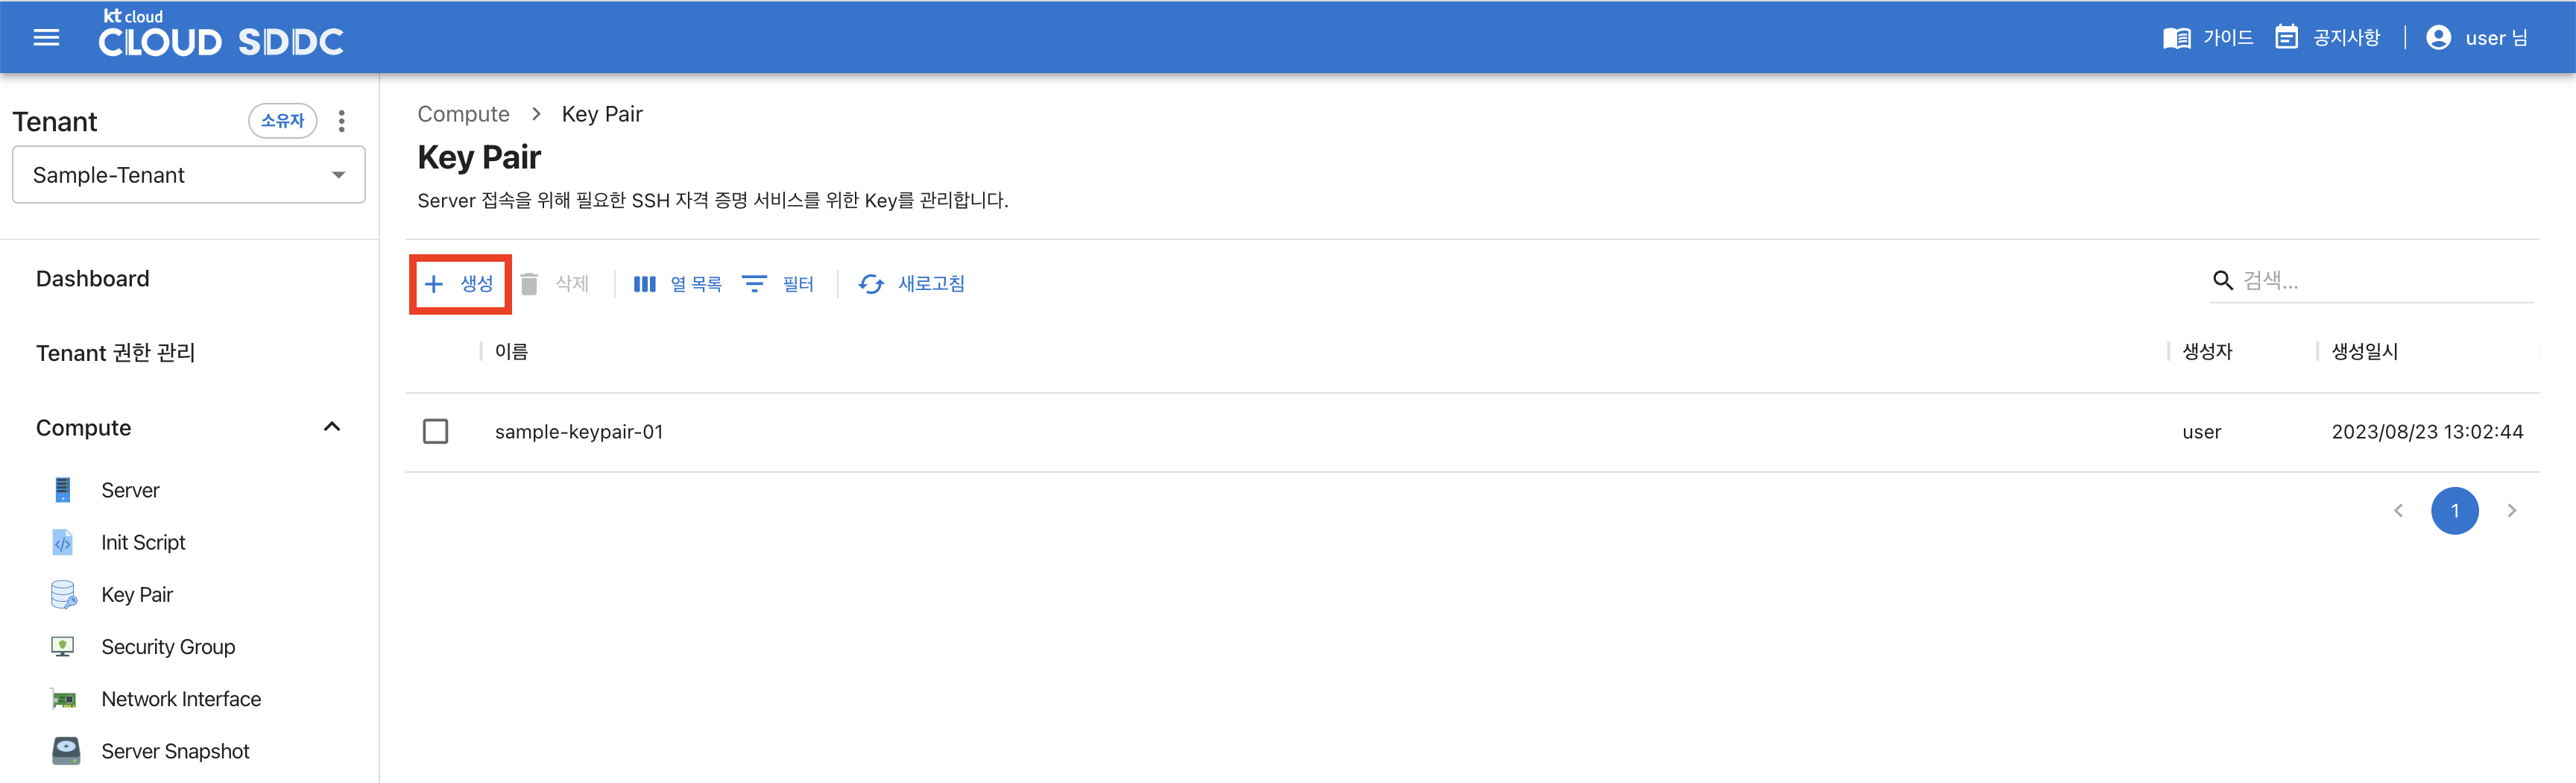 kt cloud
CLOUD SDDC
가이드
공지사항
user 님
Tenant
소유자
Sample-Tenant
Dashboard
Tenant 권한 관리
Compute
Server
Init Script
Key Pair
Security Group
Network Interface
Server Snapshot
Compute > Key Pair
Key Pair
Server 접속을 위해 필요한 SSH 자격 증명 서비스를 위한 Key를 관리합니다.
+ 생성 삭제 열 목록 필터 새로고침 검색...
이름 생성자 생성일시
sample-keypair-01 user 2023/08/23 13:02:44
< 1 >